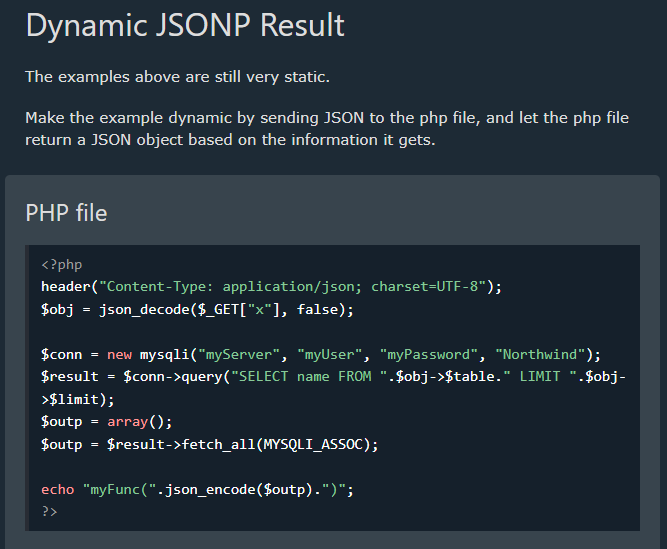 Dynamic JSONP Result
The examples above are still very static.
Make the example dynamic by sending JSON to the php file, and let the php file
return a JSON object based on the information it gets.
PHP file
<?php
header("Content-Type: application/json; charset=UTF-8");
$obj = json_decode($_GET["x"], false);
$conn = new mysqli("myServer", "myUser", "myPassword", "Northwind");
$result = $conn->query("SELECT name FROM ".$obj->$table." LIMIT ".$obj-
>$limit);
$outp = array();
$outp = $result->fetch_all(MYSQLI_ASSOC);
echo "myFunc(".json_encode($outp).")";
?>